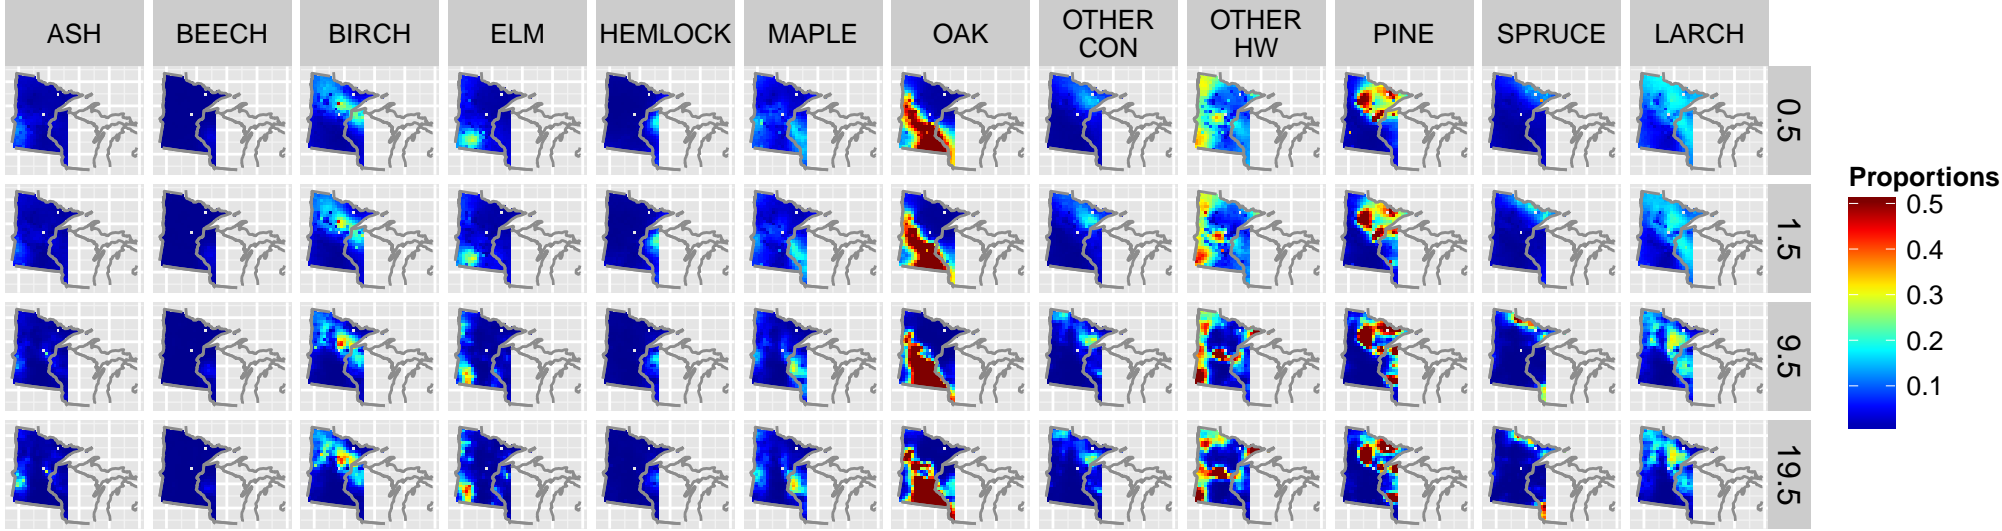 ASH
BEECH
BIRCH
ELM
HEMLOCK
MAPLE
OAK
OTHER
CON
OTHER
HW
PINE
SPRUCE
LARCH
0.5
1.5
9.5
19.5
Proportions
0.5
0.4
0.3
0.2
0.1